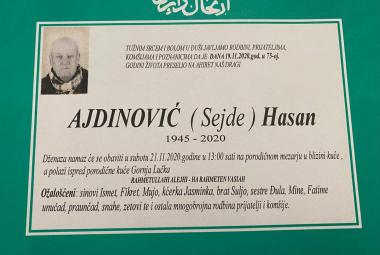 TUŽNIM SRCEM I BOLOM U DUŠI JAVLJAMO RODBINI, PRIJATELJIMA,
KOMŠIJAMA I POZNANICIMA DA JE DANA 19.11.2020.god. u 75-oj.
GODINI ŽIVOTA PRESELIO NA AHIRET NAŠ DRAGI
AJDINOVIĆ ( Sejde ) Hasan
1945 - 2020
Dženaza namaz će se obaviti u subotu 21.11.2020 godine u 13:00 sati na porodičnom mezarju u blizini kuće ,
a polazi ispred porodične kuće Gornja Lučka
RAHMETULLAHI ALEJHI - HA RAHMETEN VASIAH
Ožalošćeni: sinovi Ismet, Fikret, Mujo, kćerka Jasminka, brat Suljo, sestre Đula, Mine, Fatime
unučad, praunčad, snahe, zetovi te i ostala mnogobrojna rodbina prijatelji i komšije.